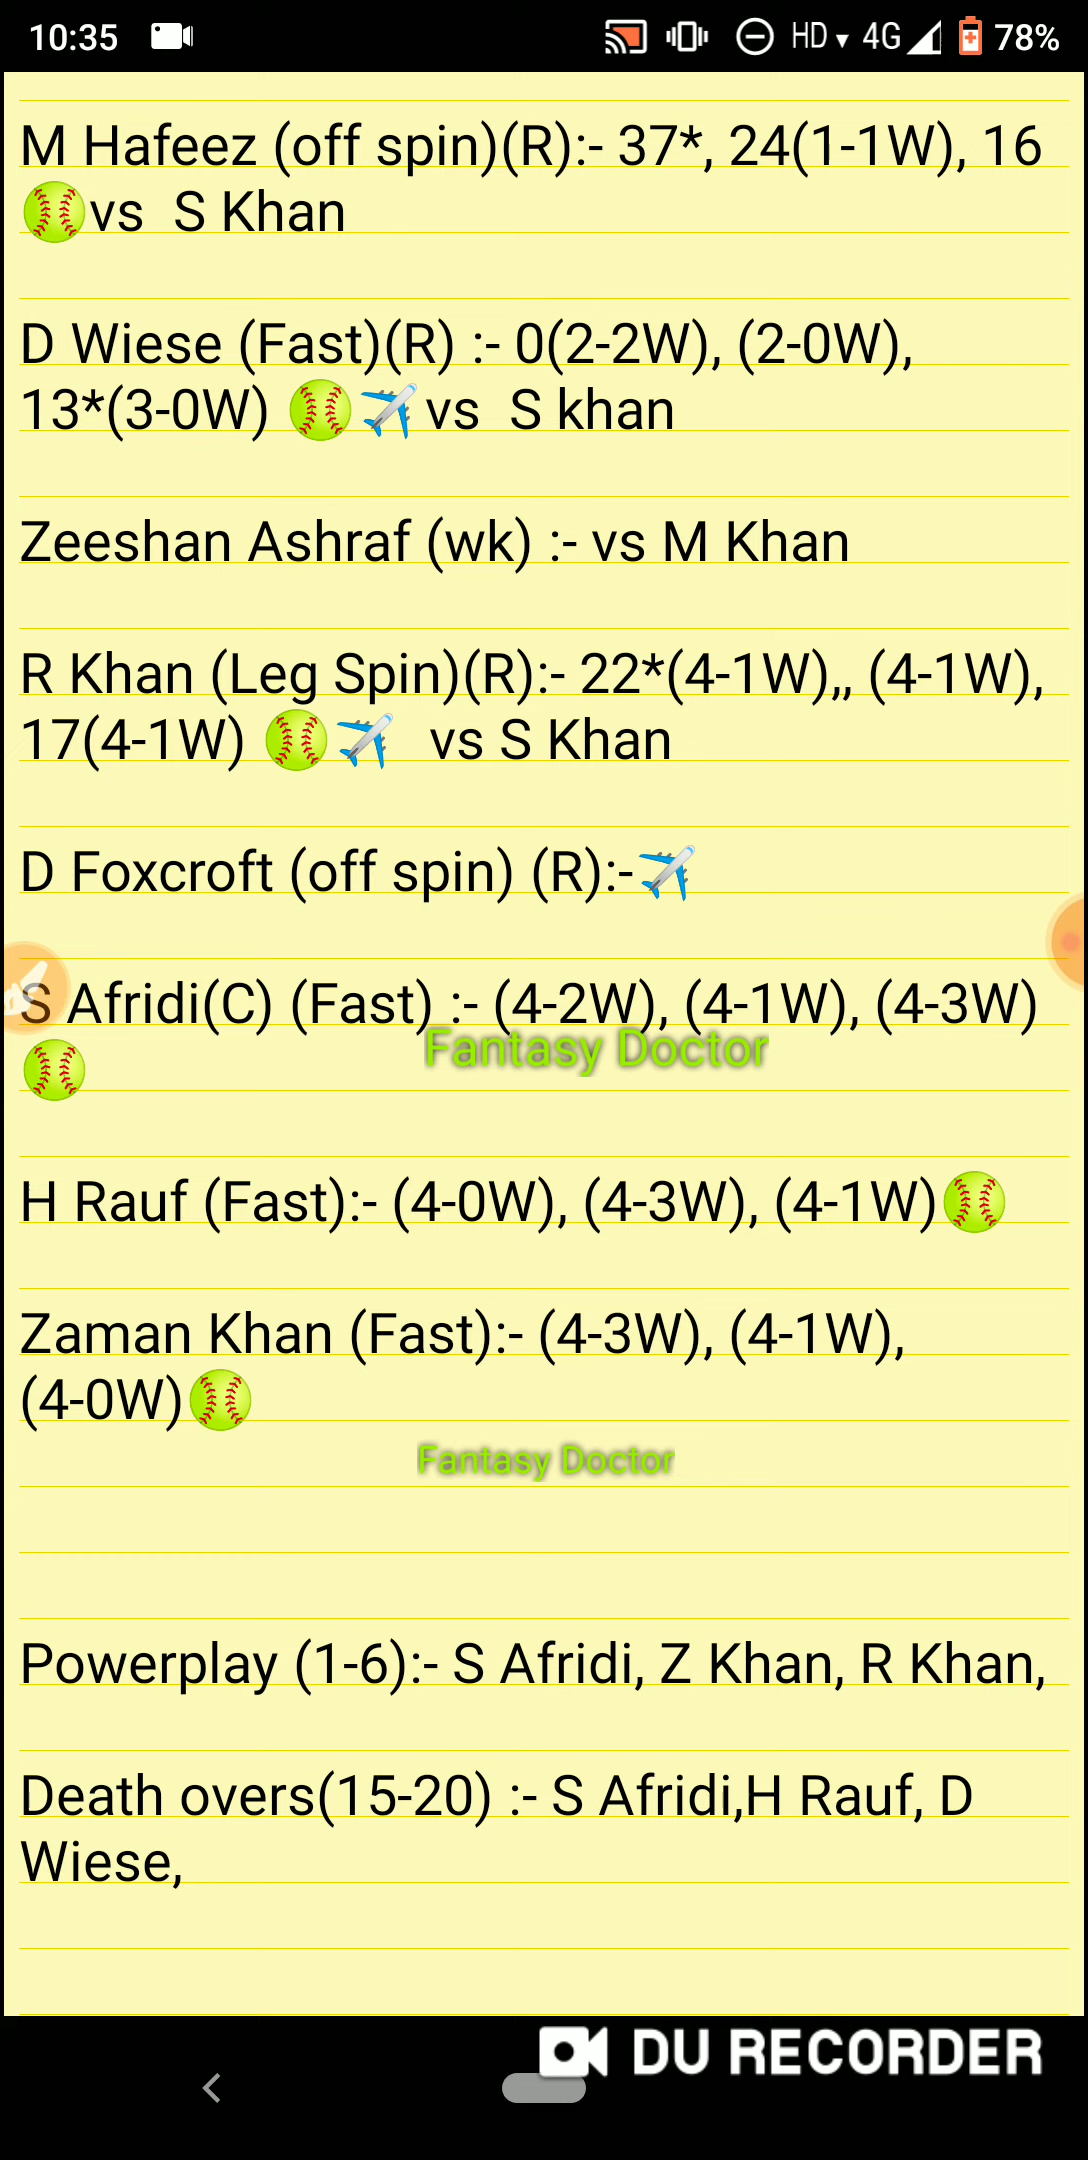 10:35 HD 4G 78%
M Hafeez (off spin)(R):- 37*, 24(1-1W), 16
🥎vs  S Khan
D Wiese (Fast)(R) :- 0(2-2W), (2-0W),
13*(3-0W) 🥎✈️vs  S khan
Zeeshan Ashraf (wk) :- vs M Khan
R Khan (Leg Spin)(R):- 22*(4-1W),, (4-1W),
17(4-1W) 🥎✈️  vs S Khan
D Foxcroft (off spin) (R):-✈️
S Afridi(C) (Fast) :- (4-2W), (4-1W), (4-3W)
Fantasy Doctor
🥎
H Rauf (Fast):- (4-0W), (4-3W), (4-1W)🥎
Zaman Khan (Fast):- (4-3W), (4-1W),
(4-0W)🥎
Fantasy Doctor
Powerplay (1-6):- S Afridi, Z Khan, R Khan,
Death overs(15-20) :- S Afridi,H Rauf, D
Wiese,
DU RECORDER